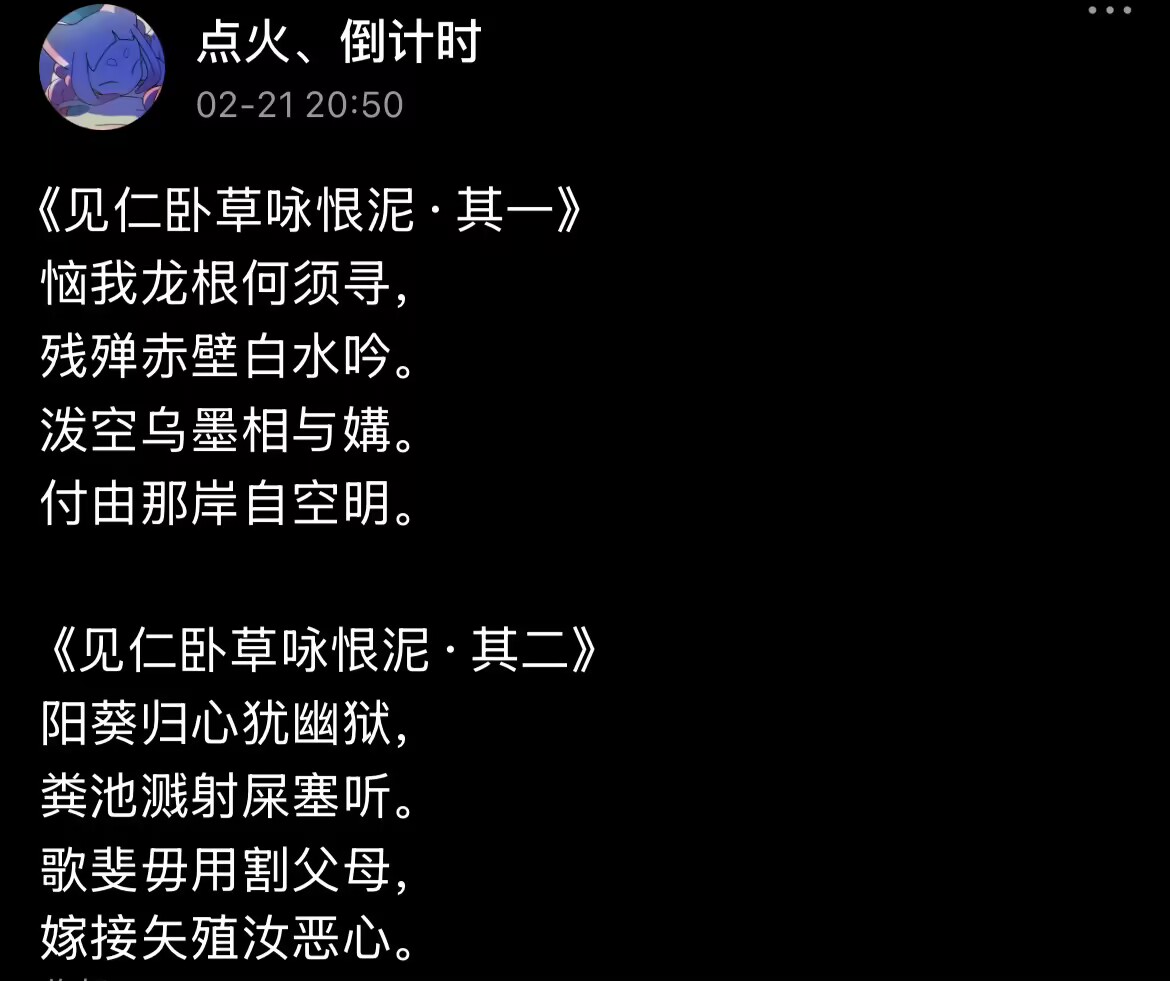 点火、倒计时
02-21 20:50
《见仁卧草咏恨泥·其一》
恼我龙根何须寻，
残殚赤壁白水吟。
泼空乌墨相与媾。
付由那岸自空明。
《见仁卧草咏恨泥·其二》
阳葵归心犹幽狱，
粪池溅射屎塞听。
歌斐毋用割父母，
嫁接矢殖汝恶心。